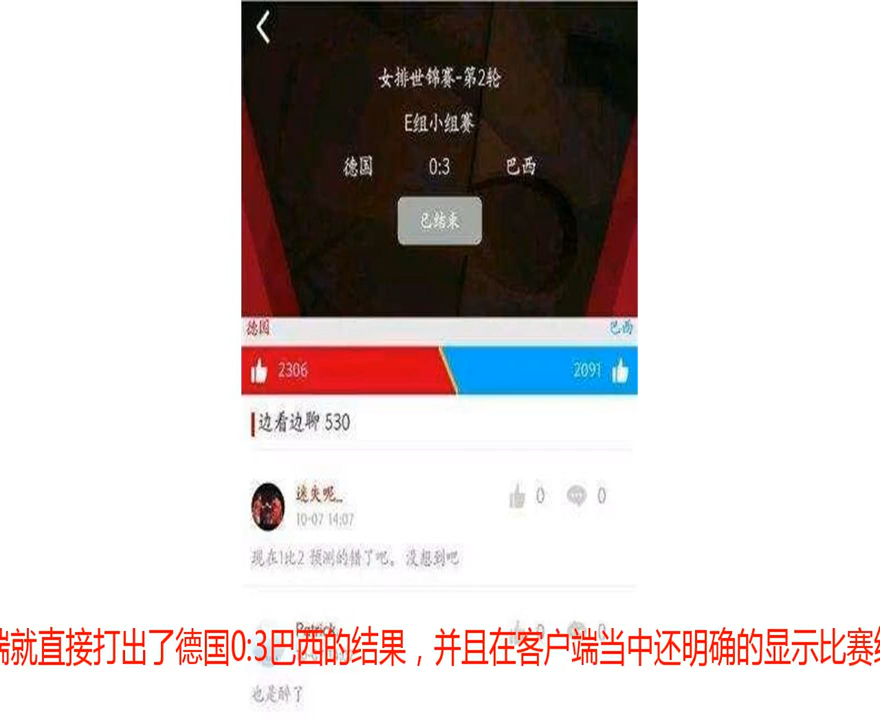 女排世锦赛-第2轮
E组小组赛
德国 0:3 巴西
已结束
德国 巴西
2306 2091
边看边聊 530
迷失呢_ 0 0
10-07 14:07
现在1比2 预测的错了吧。没想到吧
Patrick
端就直接打出了德国0:3巴西的结果，并且在客户端当中还明确的显示比赛结
也是醉了